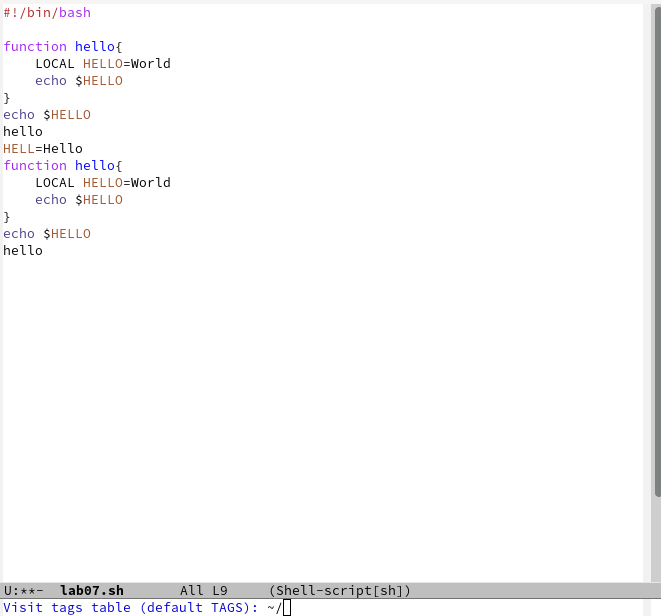 #!/bin/bash
function hello{
    LOCAL HELLO=World
    echo $HELLO
}
echo $HELLO
hello
HELL=Hello
function hello{
    LOCAL HELLO=World
    echo $HELLO
}
echo $HELLO
hello
U:**-  lab07.sh       All L9     (Shell-script[sh])
Visit tags table (default TAGS): ~/